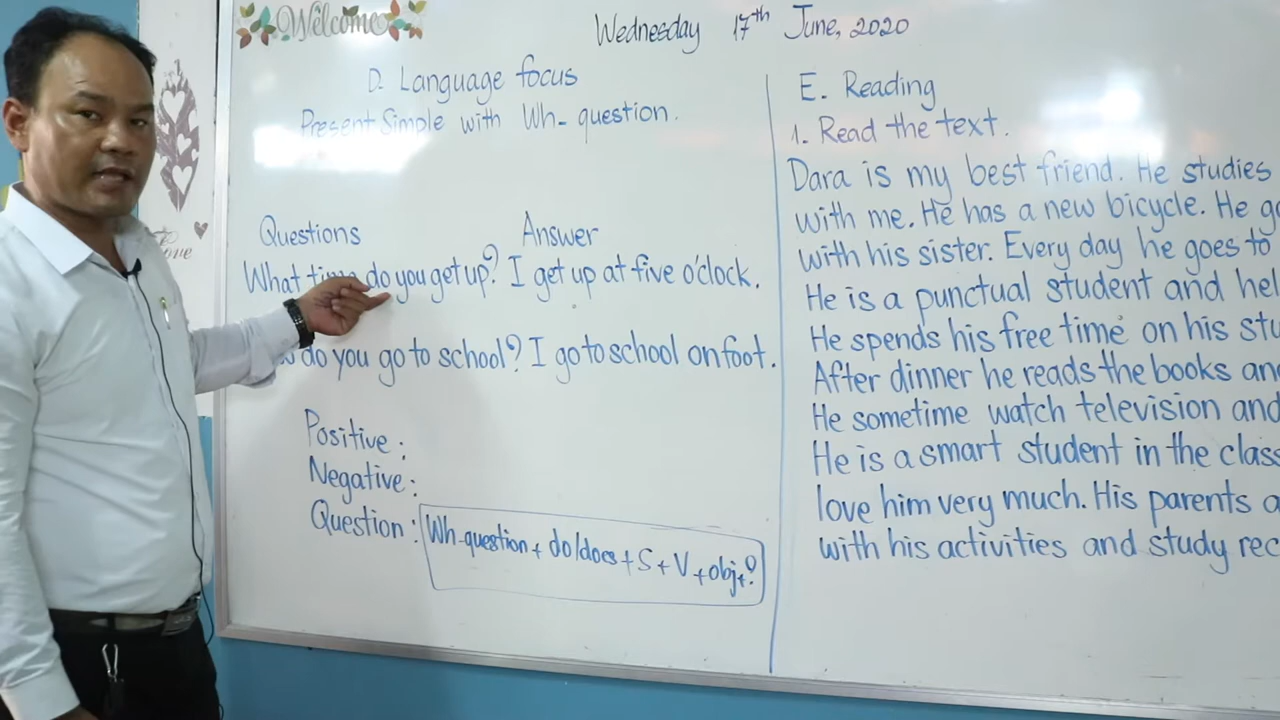 Welcome
Wednesday 17th June, 2020
D. Language focus
Present Simple with Wh- question.
Questions Answer
What time do you get up? I get up at five o'clock.
do you go to school? I go to school on foot.
Positive :
Negative :
Question : Wh-question + do/does + S + V + obj+?
E. Reading
1. Read the text.
Dara is my best friend. He studies
with me. He has a new bicycle. He
with his sister. Every day he goes to
He is a punctual student and
He spends his free time on his
After dinner he reads the books
He sometime watch television and
He is a smart student in the class
love him very much. His parents
with his activities and study